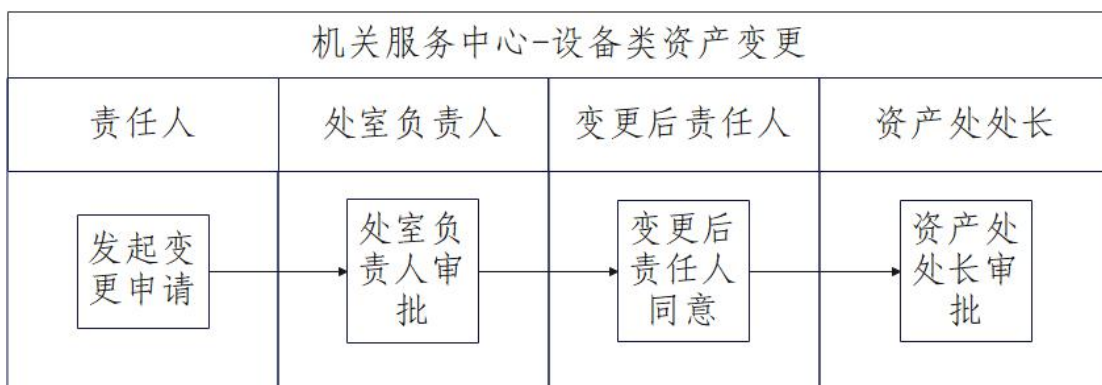 机关服务中心-设备类资产变更
责任人
处室负责人
变更后责任人
资产处处长
发起变
更申请
处室负
责人审
批
变更后
责任人
同意
资产处
处长审
批